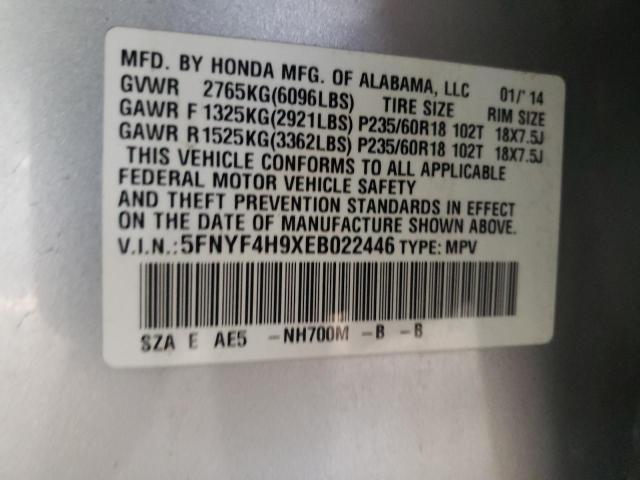 MFD. BY HONDA MFG. OF ALABAMA, LLC 01/'14
GVWR 2765KG(6096LBS) TIRE SIZE RIM SIZE
GAWR F 1325KG(2921LBS) P235/60R18 102T 18X7.5J
GAWR R 1525KG(3362LBS) P235/60R18 102T 18X7.5J
THIS VEHICLE CONFORMS TO ALL APPLICABLE
FEDERAL MOTOR VEHICLE SAFETY
AND THEFT PREVENTION STANDARDS IN EFFECT
ON THE DATE OF MANUFACTURE SHOWN ABOVE.
V.I.N.:5FNYF4H9XEB022446 TYPE: MPV
SZA E AE5 -NH700M -B -B